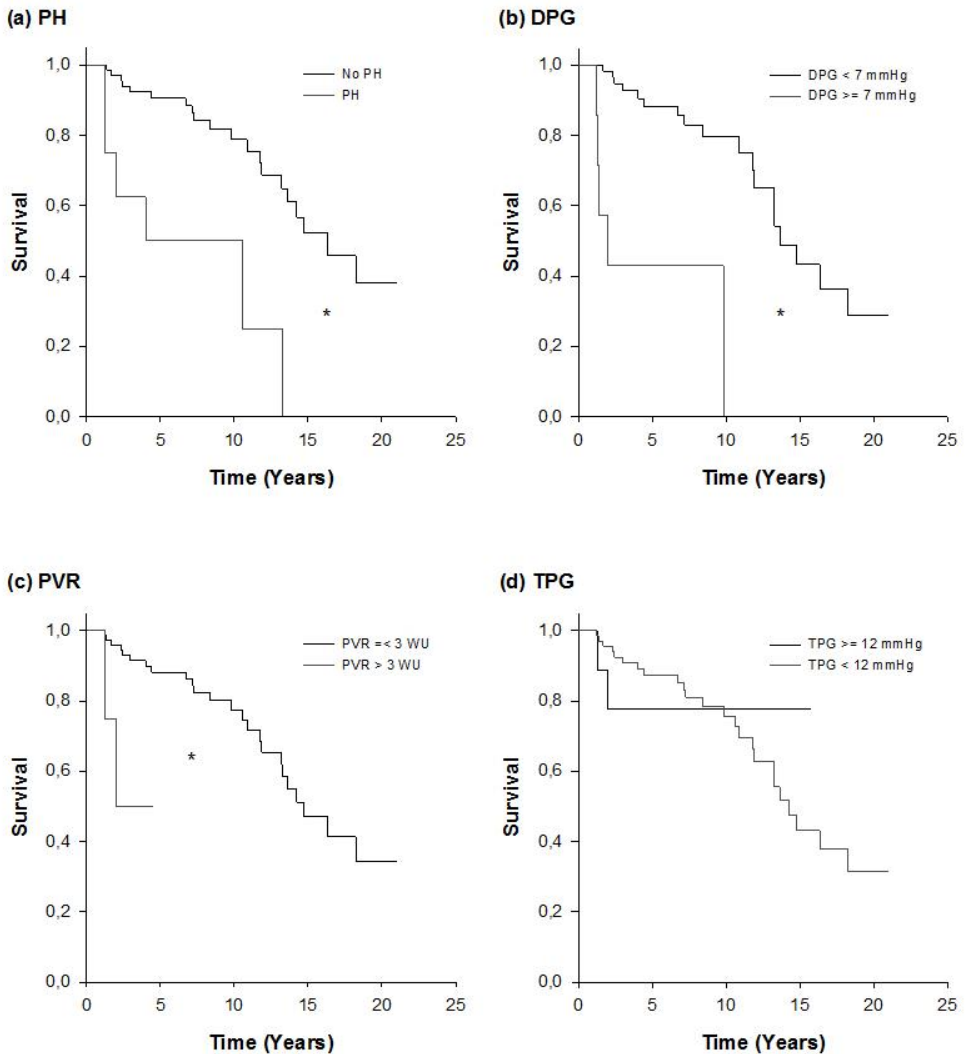 (a) PH
(b) DPG
1,0
0,8
0,6
0,4
0,2
0,0
Survival
No PH
PH
*
0 5 10 15 20 25
Time (Years)
1,0
0,8
0,6
0,4
0,2
0,0
Survival
DPG < 7 mmHg
DPG >= 7 mmHg
*
0 5 10 15 20 25
Time (Years)
(c) PVR
(d) TPG
1,0
0,8
0,6
0,4
0,2
0,0
Survival
PVR =< 3 WU
PVR > 3 WU
*
0 5 10 15 20 25
Time (Years)
1,0
0,8
0,6
0,4
0,2
0,0
Survival
TPG >= 12 mmHg
TPG < 12 mmHg
0 5 10 15 20 25
Time (Years)